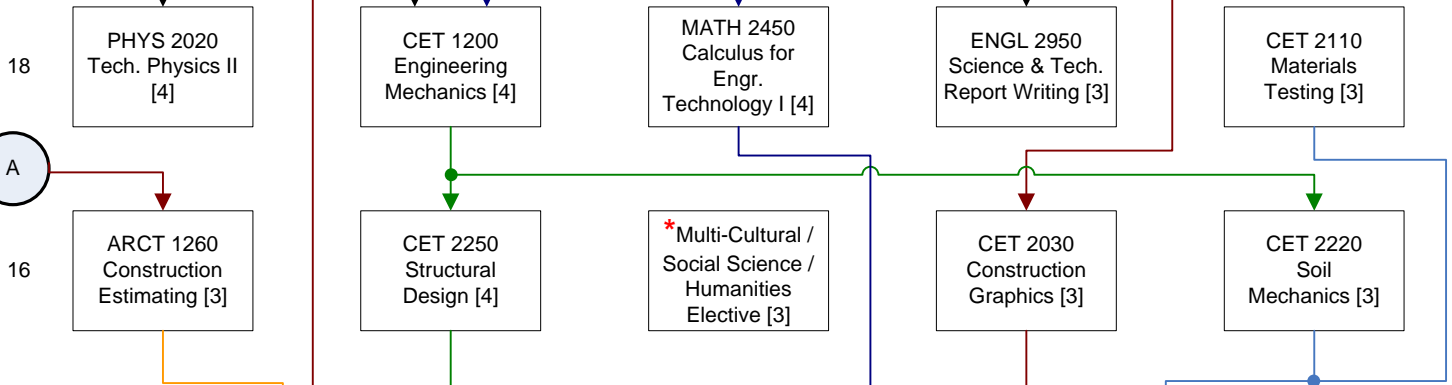 18
PHYS 2020
Tech. Physics II
[4]
CET 1200
Engineering
Mechanics [4]
MATH 2450
Calculus for
Engr.
Technology I [4]
ENGL 2950
Science & Tech.
Report Writing [3]
CET 2110
Materials
Testing [3]
A
16
ARCT 1260
Construction
Estimating [3]
CET 2250
Structural
Design [4]
*Multi-Cultural /
Social Science /
Humanities
Elective [3]
CET 2030
Construction
Graphics [3]
CET 2220
Soil
Mechanics [3]